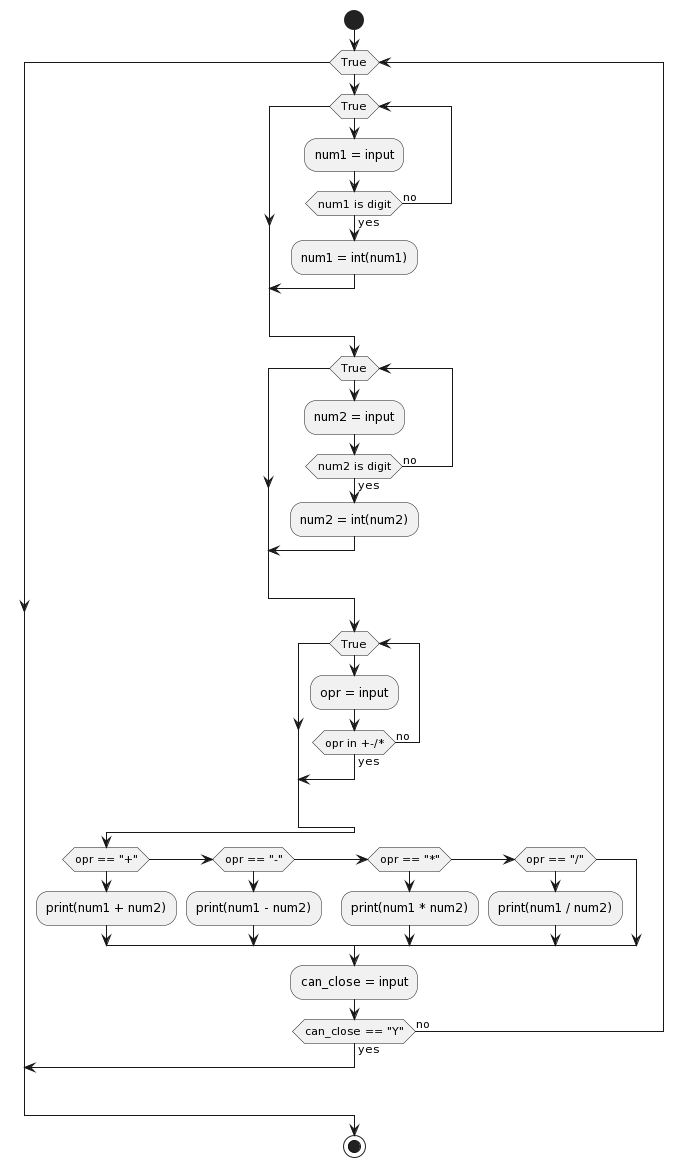 True
True
num1 = input
num1 is digit
no
yes
num1 = int(num1)
True
num2 = input
num2 is digit
no
yes
num2 = int(num2)
True
opr = input
opr in +-/*
no
yes
opr == "+"
opr == "-"
opr == "*"
opr == "/"
print(num1 + num2)
print(num1 - num2)
print(num1 * num2)
print(num1 / num2)
can_close = input
can_close == "Y"
no
yes